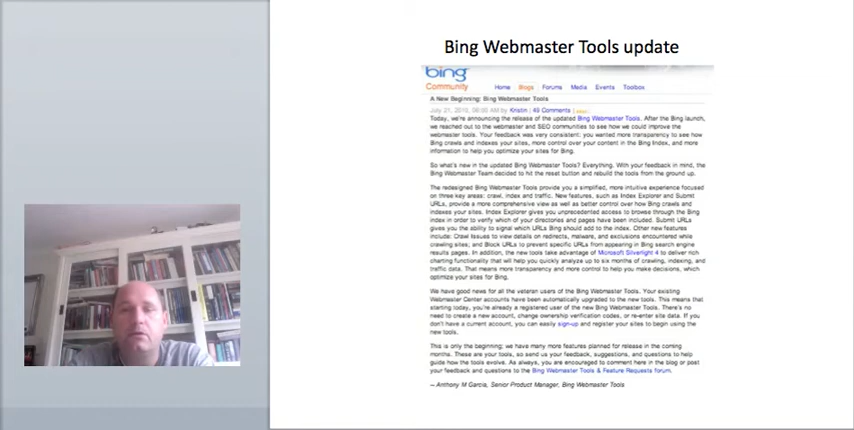 Bing Webmaster Tools update
bing
Community
Home Blogs Forums Media Events Toolbox
A New Beginning: Bing Webmaster Tools
July 21, 2010, 06:00 AM by Kristin | 49 Comments |
Today, we're announcing the release of the updated Bing Webmaster Tools. After the Bing launch,
we reached out to the webmaster and SEO communities to see how we could improve the
webmaster tools. Your feedback was very consistent: you wanted more transparency to see how
Bing crawls and indexes your sites, more control over your content in the Bing Index, and more
information to help you optimize your sites for Bing.
So what's new in the updated Bing Webmaster Tools? Everything. With your feedback in mind, the
Bing Webmaster Team decided to hit the reset button and rebuild the tools from the ground up.
The redesigned Bing Webmaster Tools provide you a simplified, more intuitive experience focused
on three key areas: crawl, index and traffic. New features, such as Index Explorer and Submit
URLs, provide a more comprehensive view as well as better control over how Bing crawls and
indexes your sites. Index Explorer gives you unprecedented access to browse through the Bing
index in order to verify which of your directories and pages have been included. Submit URLs
gives you the ability to signal which URLs Bing should add to the index. Other new features
include: Crawl Issues to view details on redirects, malware, and exclusions encountered while
crawling sites; and Block URLs to prevent specific URLs from appearing in Bing search engine
results pages. In addition, the new tools take advantage of Microsoft Silverlight 4 to deliver rich
charting functionality that will help you quickly analyze up to six months of crawling, indexing, and
traffic data. That means more transparency and more control to help you make decisions, which
optimize your sites for Bing.
We have good news for all the veteran users of the Bing Webmaster Tools. Your existing
Webmaster Center accounts have been automatically upgraded to the new tools. This means that
starting today, you're already a registered user of the new Bing Webmaster Tools. There's no
need to create a new account, change ownership verification codes, or re-enter site data. If you
don't have a current account, you can easily sign-up and register your sites to begin using the
new tools.
This is only the beginning; we have many more features planned for release in the coming
months. These are your tools, so send us your feedback, suggestions, and questions to help
guide how the tools evolve. As always, you are encouraged to comment here in the blog or post
your feedback and questions to the Bing Webmaster Tools & Feature Requests forum.
-- Anthony M Garcia, Senior Product Manager, Bing Webmaster Tools